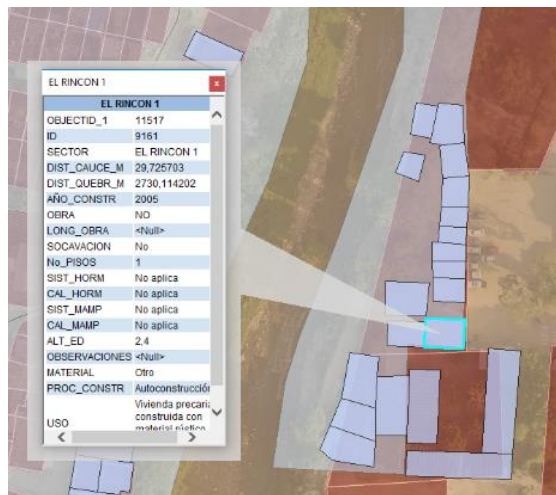 EL RINCON 1
EL RINCON 1
OBJECTID_1 11517
ID 9161
SECTOR EL RINCON 1
DIST_CAUCE_M 29,725703
DIST_QUEBR_M 2730,114202
AÑO_CONSTR 2005
OBRA NO
LONG_OBRA <Null>
SOCAVACION No
No_PISOS 1
SIST_HORM No aplica
CAL_HORM No aplica
SIST_MAMP No aplica
CAL_MAMP No aplica
ALT_ED 2,4
OBSERVACIONES <Null>
MATERIAL Otro
PROC_CONSTR Autoconstrucción
Vivienda precaria
USO construida con
material rústico